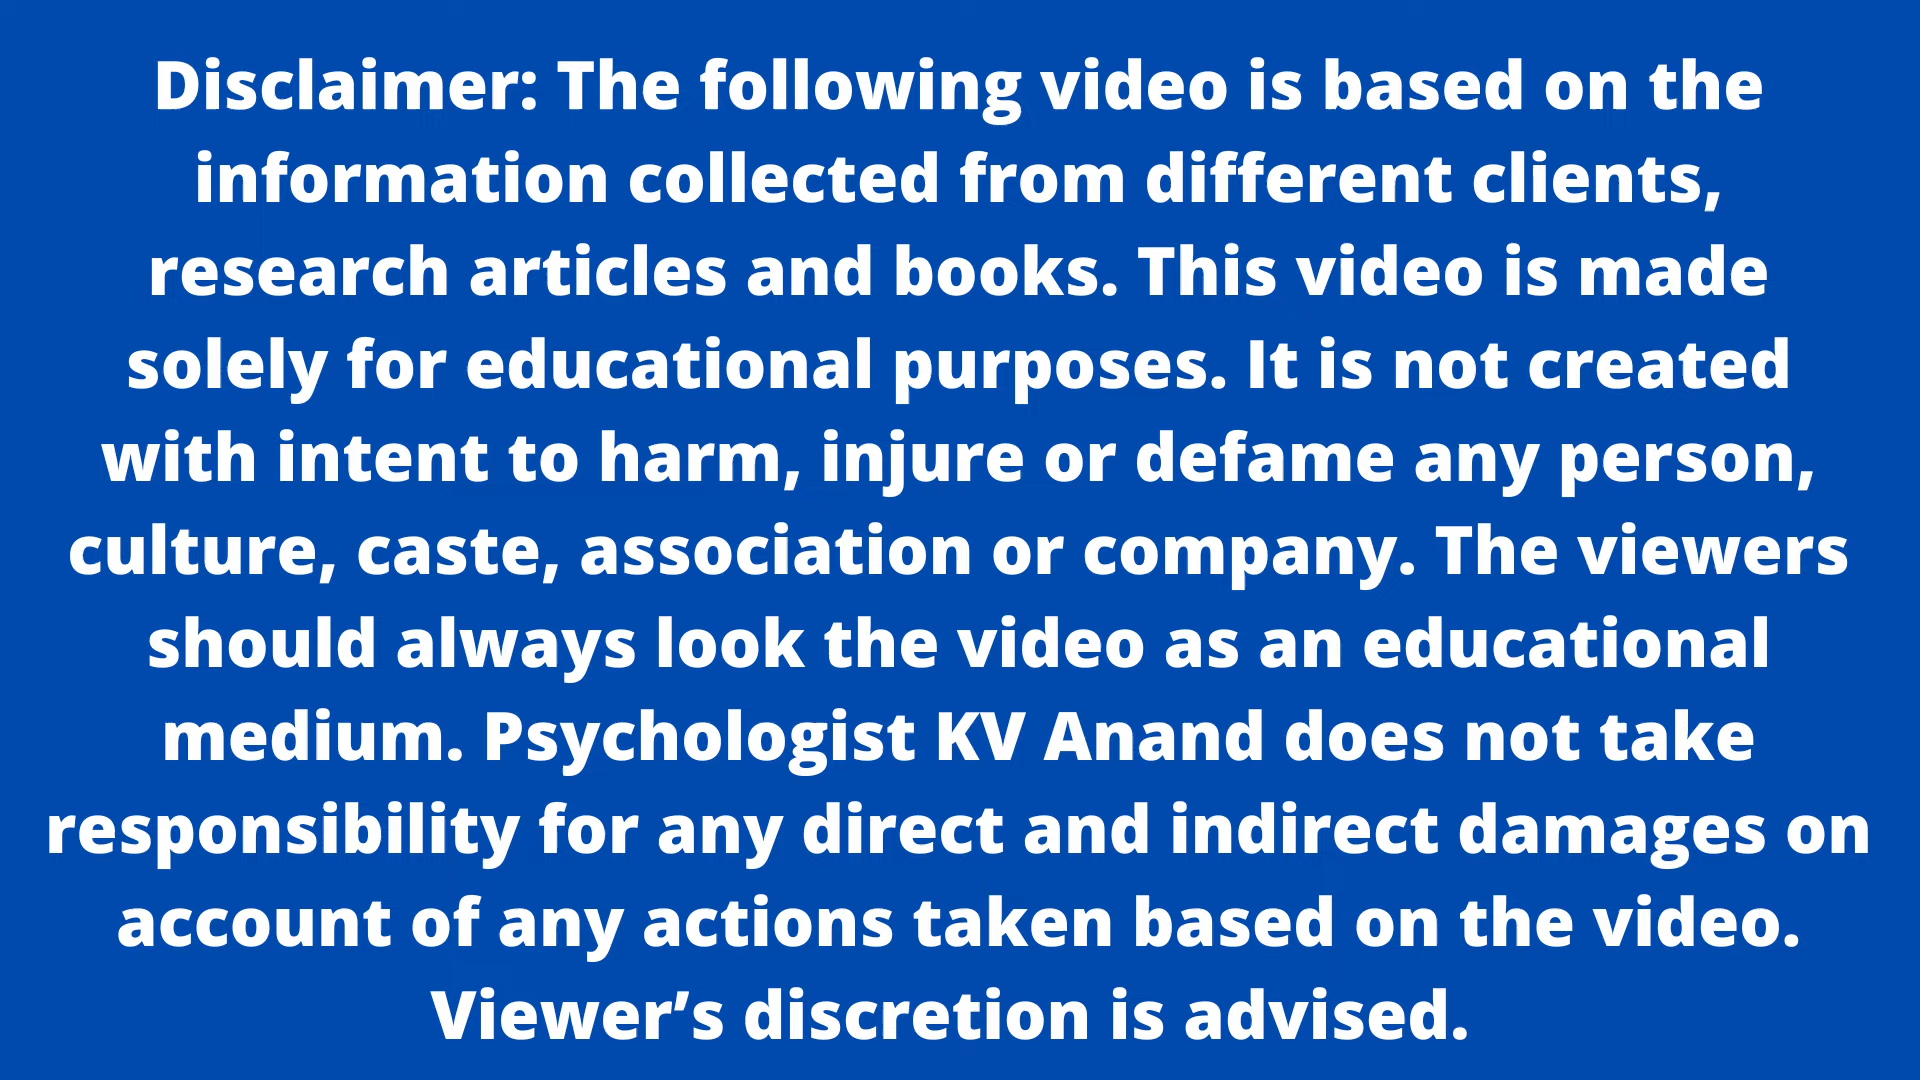 Disclaimer: The following video is based on the
information collected from different clients,
research articles and books. This video is made
solely for educational purposes. It is not created
with intent to harm, injure or defame any person,
culture, caste, association or company. The viewers
should always look the video as an educational
medium. Psychologist KV Anand does not take
responsibility for any direct and indirect damages on
account of any actions taken based on the video.
Viewer’s discretion is advised.